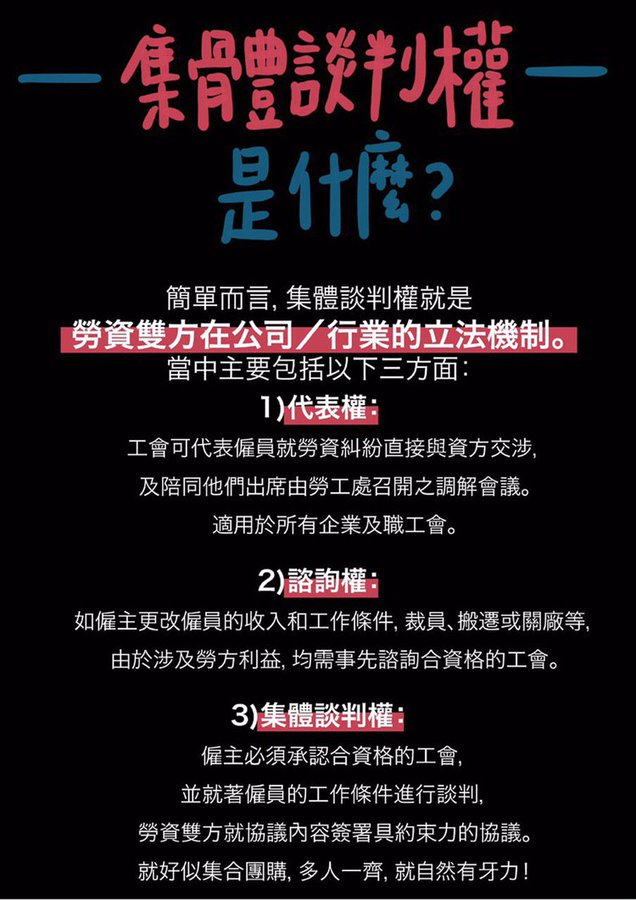 集體談判權
是什麼?
簡單而言, 集體談判權就是
勞資雙方在公司／行業的立法機制。
當中主要包括以下三方面：
1)代表權：
工會可代表僱員就勞資糾紛直接與資方交涉,
及陪同他們出席由勞工處召開之調解會議。
適用於所有企業及職工會。
2)諮詢權：
如僱主更改僱員的收入和工作條件, 裁員、搬遷或關廠等,
由於涉及勞方利益, 均需事先諮詢合資格的工會。
3)集體談判權：
僱主必須承認合資格的工會,
並就著僱員的工作條件進行談判,
勞資雙方就協議內容簽署具約束力的協議。
就好似集合團購, 多人一齊, 就自然有牙力！